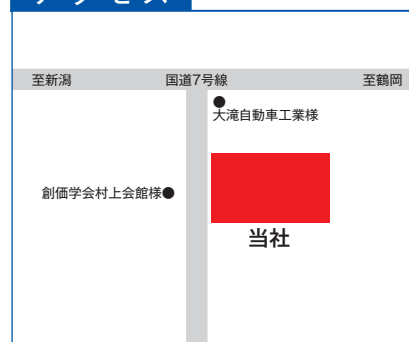 至新潟 国道7号線 至鶴岡
大滝自動車工業様
創価学会村上会館様
当社